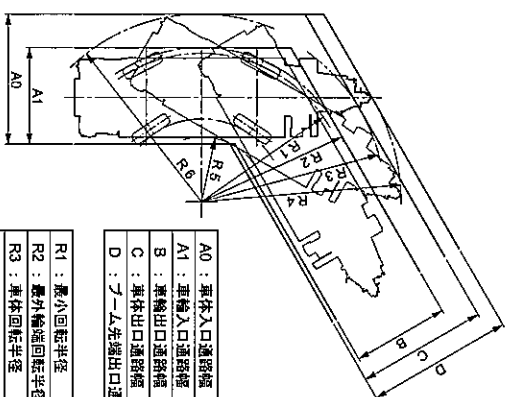 A0
A1
R1
R2
R3
R4
R5
R6
B
C
D
A0 : 車体入口通路幅
A1 : 車輪入口通路幅
B : 車輪出口通路幅
C : 車体出口通路幅
D : ブーム先端出口通
R1 : 最小回転半径
R2 : 最外輪端回転半径
R3 : 車体回転半径